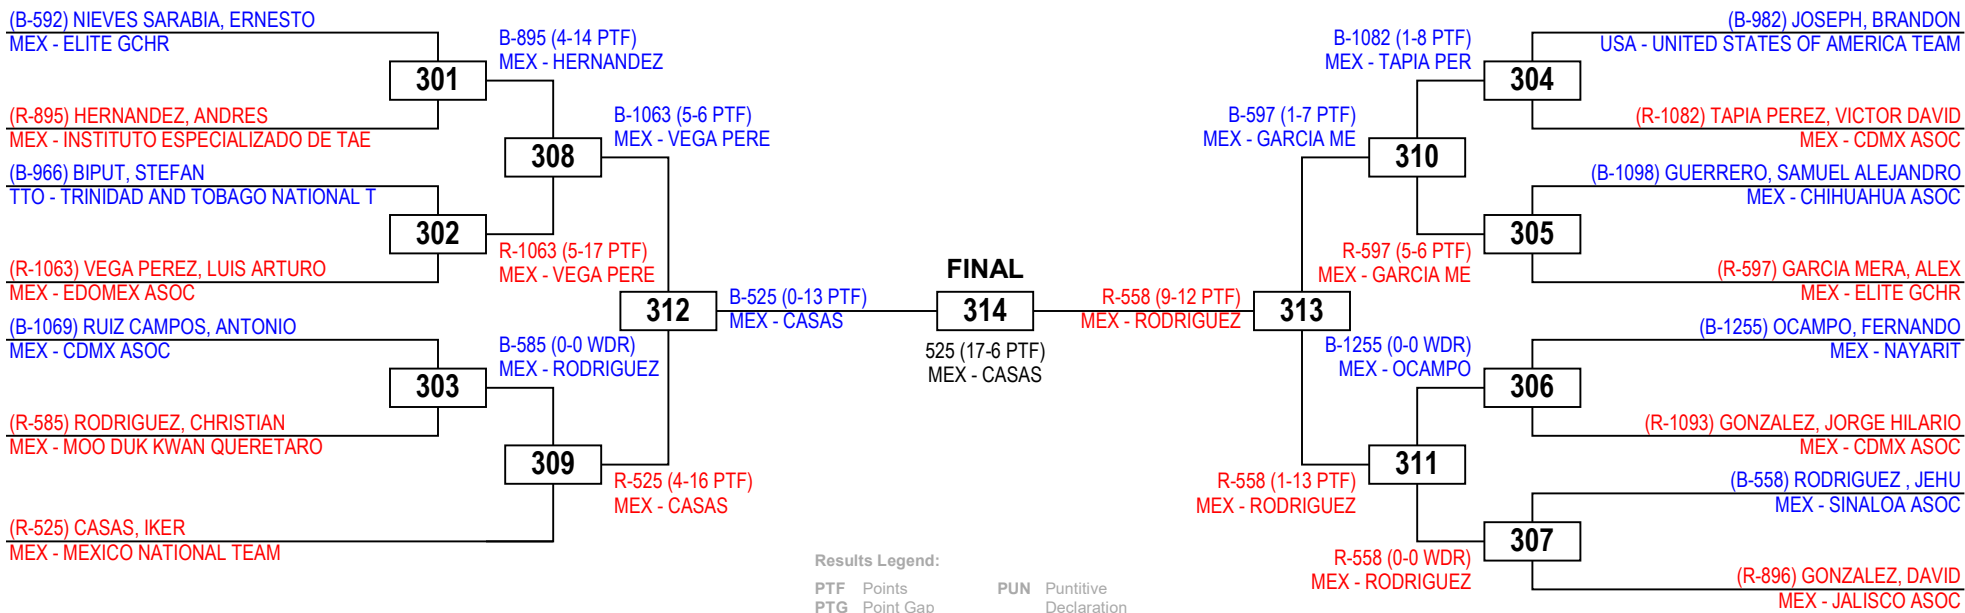 (B-592) NIEVES SARABIA, ERNESTO
MEX - ELITE GCHR
301
(R-895) HERNANDEZ, ANDRES
MEX - INSTITUTO ESPECIALIZADO DE TAE
(B-966) BIPUT, STEFAN
TTO - TRINIDAD AND TOBAGO NATIONAL T
302
(R-1063) VEGA PEREZ, LUIS ARTURO
MEX - EDOMEX ASOC
(B-1069) RUIZ CAMPOS, ANTONIO
MEX - CDMX ASOC
303
(R-585) RODRIGUEZ, CHRISTIAN
MEX - MOO DUK KWAN QUERETARO
(R-525) CASAS, IKER
MEX - MEXICO NATIONAL TEAM
B-895 (4-14 PTF)
MEX - HERNANDEZ
308
R-1063 (5-17 PTF)
MEX - VEGA PERE
B-585 (0-0 WDR)
MEX - RODRIGUEZ
309
B-1063 (5-6 PTF)
MEX - VEGA PERE
312
R-525 (4-16 PTF)
MEX - CASAS
B-525 (0-13 PTF)
MEX - CASAS
FINAL
314
525 (17-6 PTF)
MEX - CASAS
R-558 (9-12 PTF)
MEX - RODRIGUEZ
313
B-597 (1-7 PTF)
MEX - GARCIA ME
310
R-558 (1-13 PTF)
MEX - RODRIGUEZ
311
B-1082 (1-8 PTF)
MEX - TAPIA PER
304
R-597 (5-6 PTF)
MEX - GARCIA ME
305
B-1255 (0-0 WDR)
MEX - OCAMPO
306
R-558 (0-0 WDR)
MEX - RODRIGUEZ
307
(B-982) JOSEPH, BRANDON
USA - UNITED STATES OF AMERICA TEAM
(R-1082) TAPIA PEREZ, VICTOR DAVID
MEX - CDMX ASOC
(B-1098) GUERRERO, SAMUEL ALEJANDRO
MEX - CHIHUAHUA ASOC
(R-597) GARCIA MERA, ALEX
MEX - ELITE GCHR
(B-1255) OCAMPO, FERNANDO
MEX - NAYARIT
(R-1093) GONZALEZ, JORGE HILARIO
MEX - CDMX ASOC
(B-558) RODRIGUEZ , JEHU
MEX - SINALOA ASOC
(R-896) GONZALEZ, DAVID
MEX - JALISCO ASOC
Results Legend:
PTF Points PUN Puntitive
PTG Point Gap Declaration